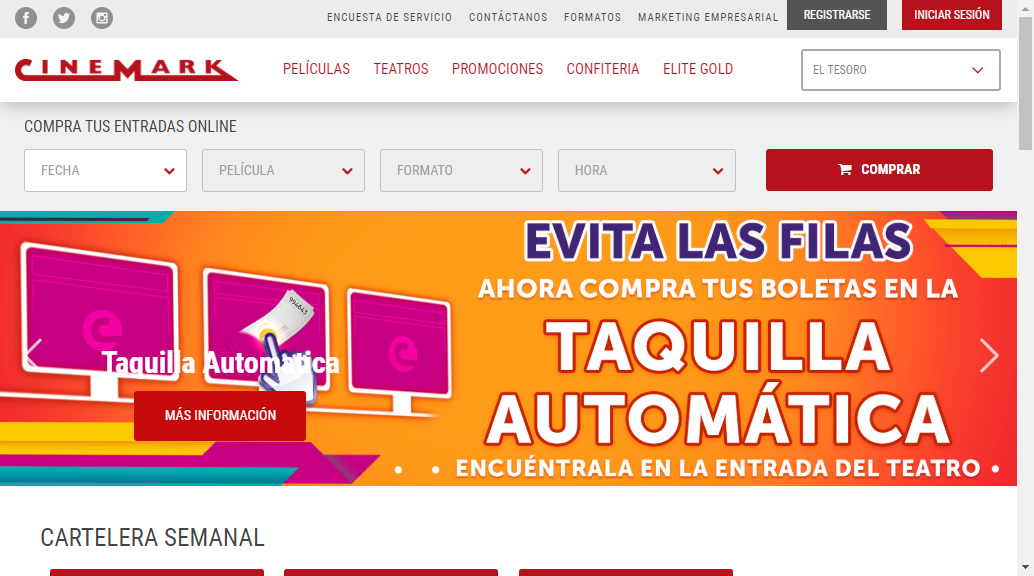 ENCUESTA DE SERVICIO CONTÁCTANOS FORMATOS MARKETING EMPRESARIAL REGISTRARSE INICIAR SESIÓN
CINEMARK PELÍCULAS TEATROS PROMOCIONES CONFITERIA ELITE GOLD EL TESORO
COMPRA TUS ENTRADAS ONLINE
FECHA PELÍCULA FORMATO HORA COMPRAR
EVITA LAS FILAS
AHORA COMPRA TUS BOLETAS EN LA
TAQUILLA
AUTOMÁTICA
ENCUÉNTRALA EN LA ENTRADA DEL TEATRO
Taquilla Automatica
MÁS INFORMACIÓN
CARTELERA SEMANAL